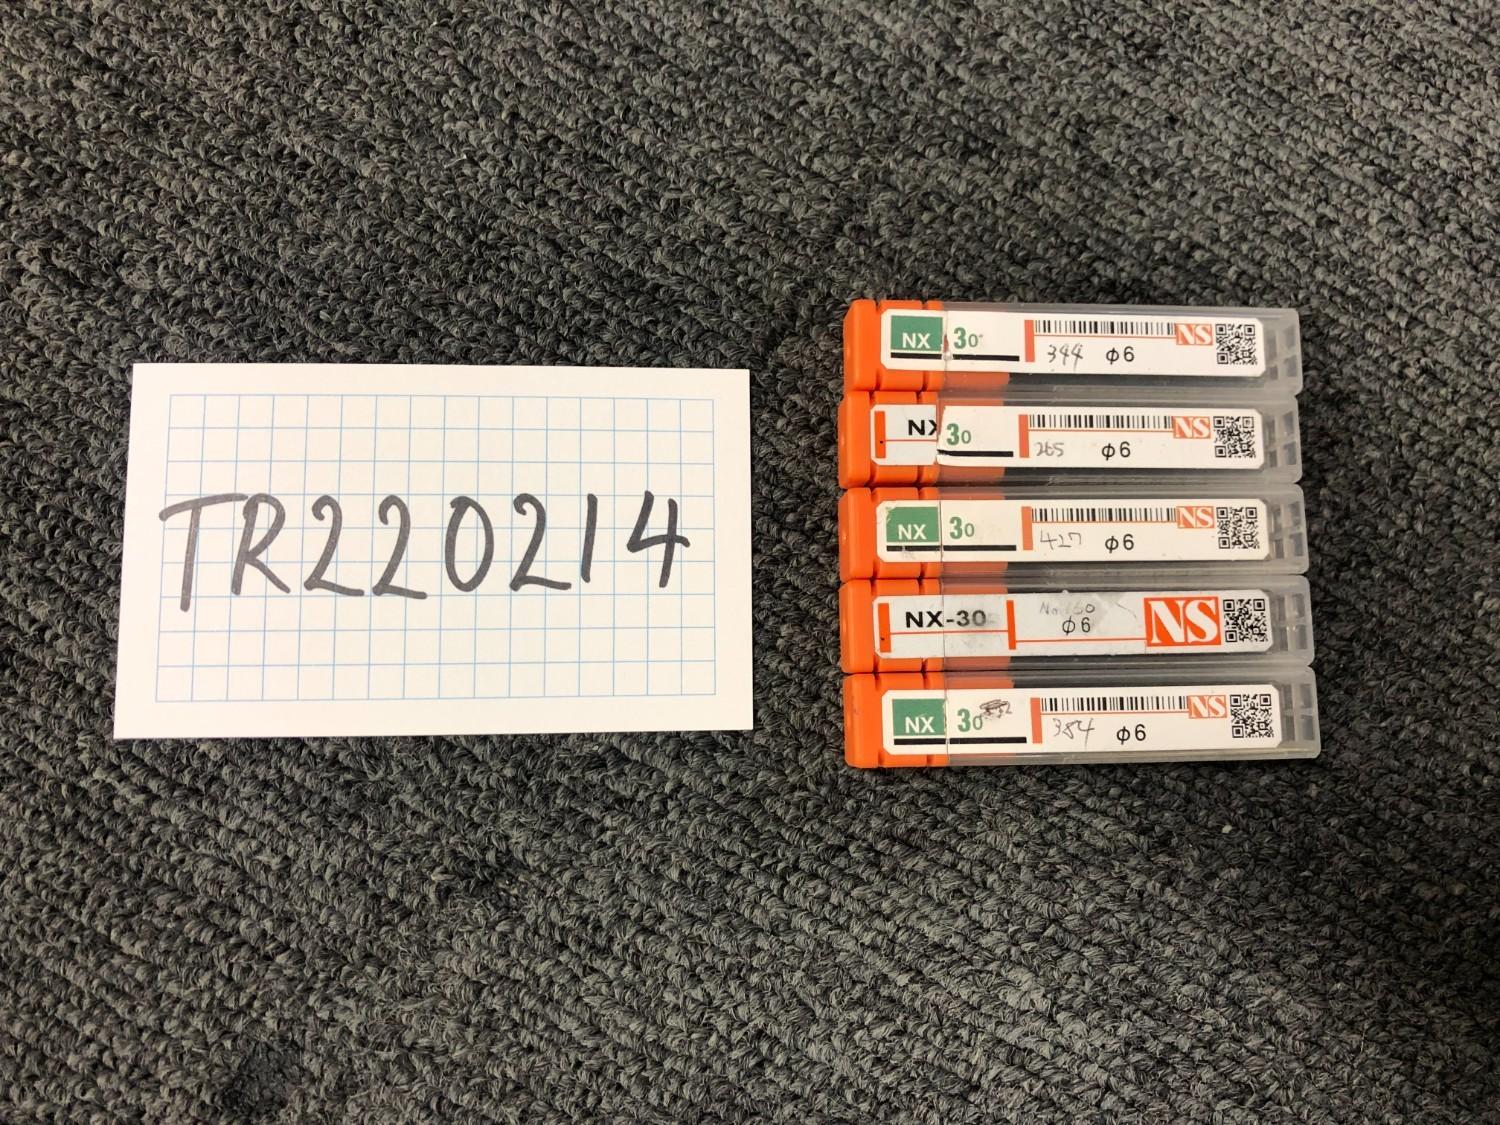 TR220214
NX 30 NS
φ6
NX 30 NS
265 φ6
NX 30 NS
427 φ6
NX-30 NS
φ6
NX 30 NS
384 φ6